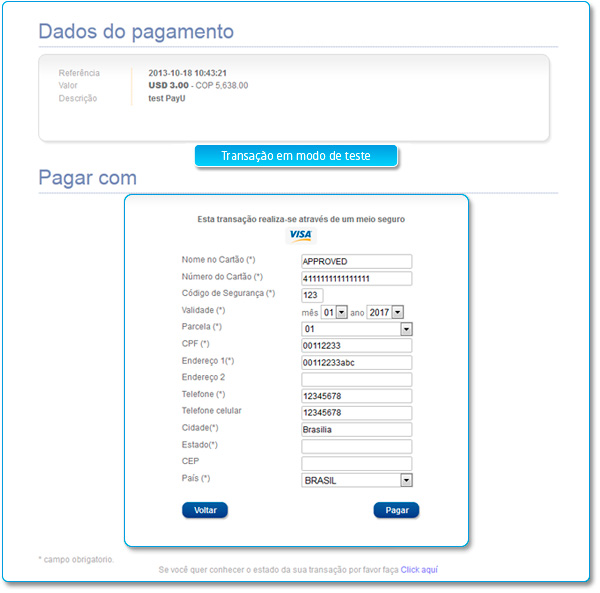 Dados do pagamento
Referência 2013-10-18 10:43:21
Valor USD 3.00 - COP 5,638.00
Descrição test PayU
Transação em modo de teste
Pagar com
Esta transação realiza-se através de um meio seguro
VISA
Nome no Cartão (*) APPROVED
Número do Cartão (*) 4111111111111111
Código de Segurança (*) 123
Validade (*) mês 01 ano 2017
Parcela (*) 01
CPF (*) 00112233
Endereço 1(*) 00112233abc
Endereço 2
Telefone (*) 12345678
Telefone celular 12345678
Cidade(*) Brasilia
Estado(*)
CEP
País (*) BRASIL
Voltar Pagar
* campo obrigatorio.
Se você quer conhecer o estado da sua transação por favor faça Click aquí